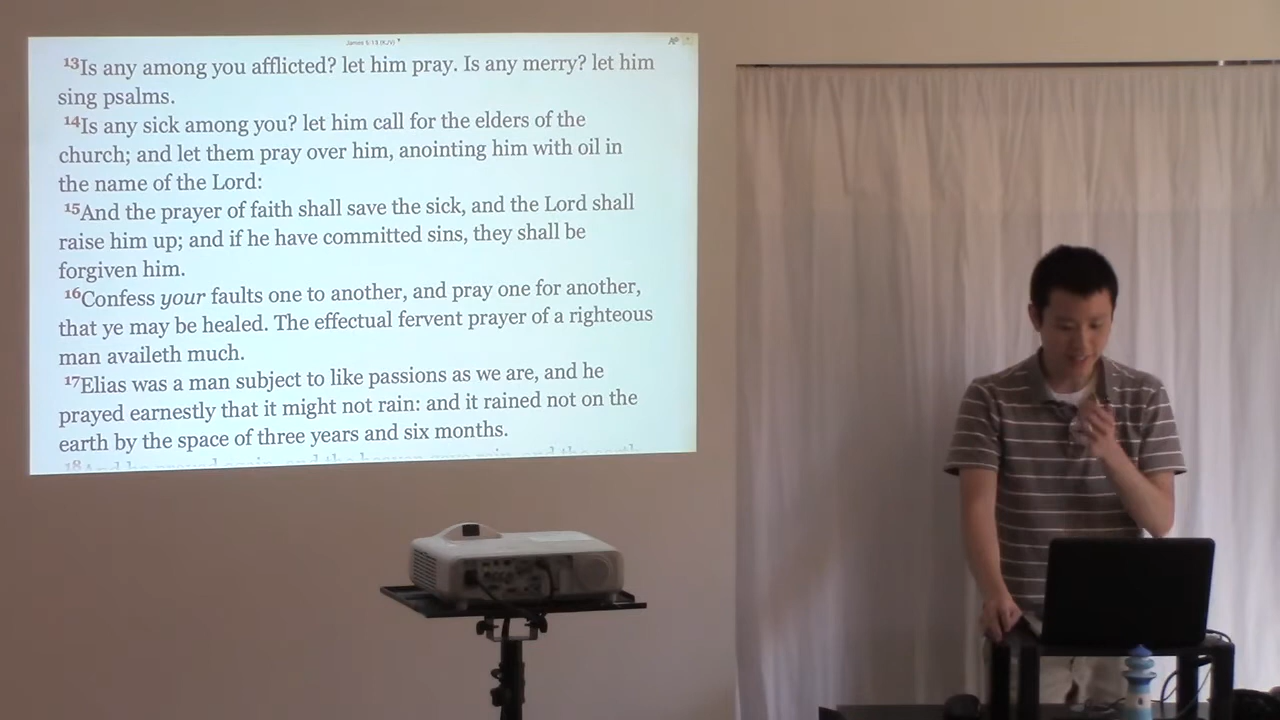 James 5:13 (KJV)
13Is any among you afflicted? let him pray. Is any merry? let him
sing psalms.
14Is any sick among you? let him call for the elders of the
church; and let them pray over him, anointing him with oil in
the name of the Lord:
15And the prayer of faith shall save the sick, and the Lord shall
raise him up; and if he have committed sins, they shall be
forgiven him.
16Confess your faults one to another, and pray one for another,
that ye may be healed. The effectual fervent prayer of a righteous
man availeth much.
17Elias was a man subject to like passions as we are, and he
prayed earnestly that it might not rain: and it rained not on the
earth by the space of three years and six months.